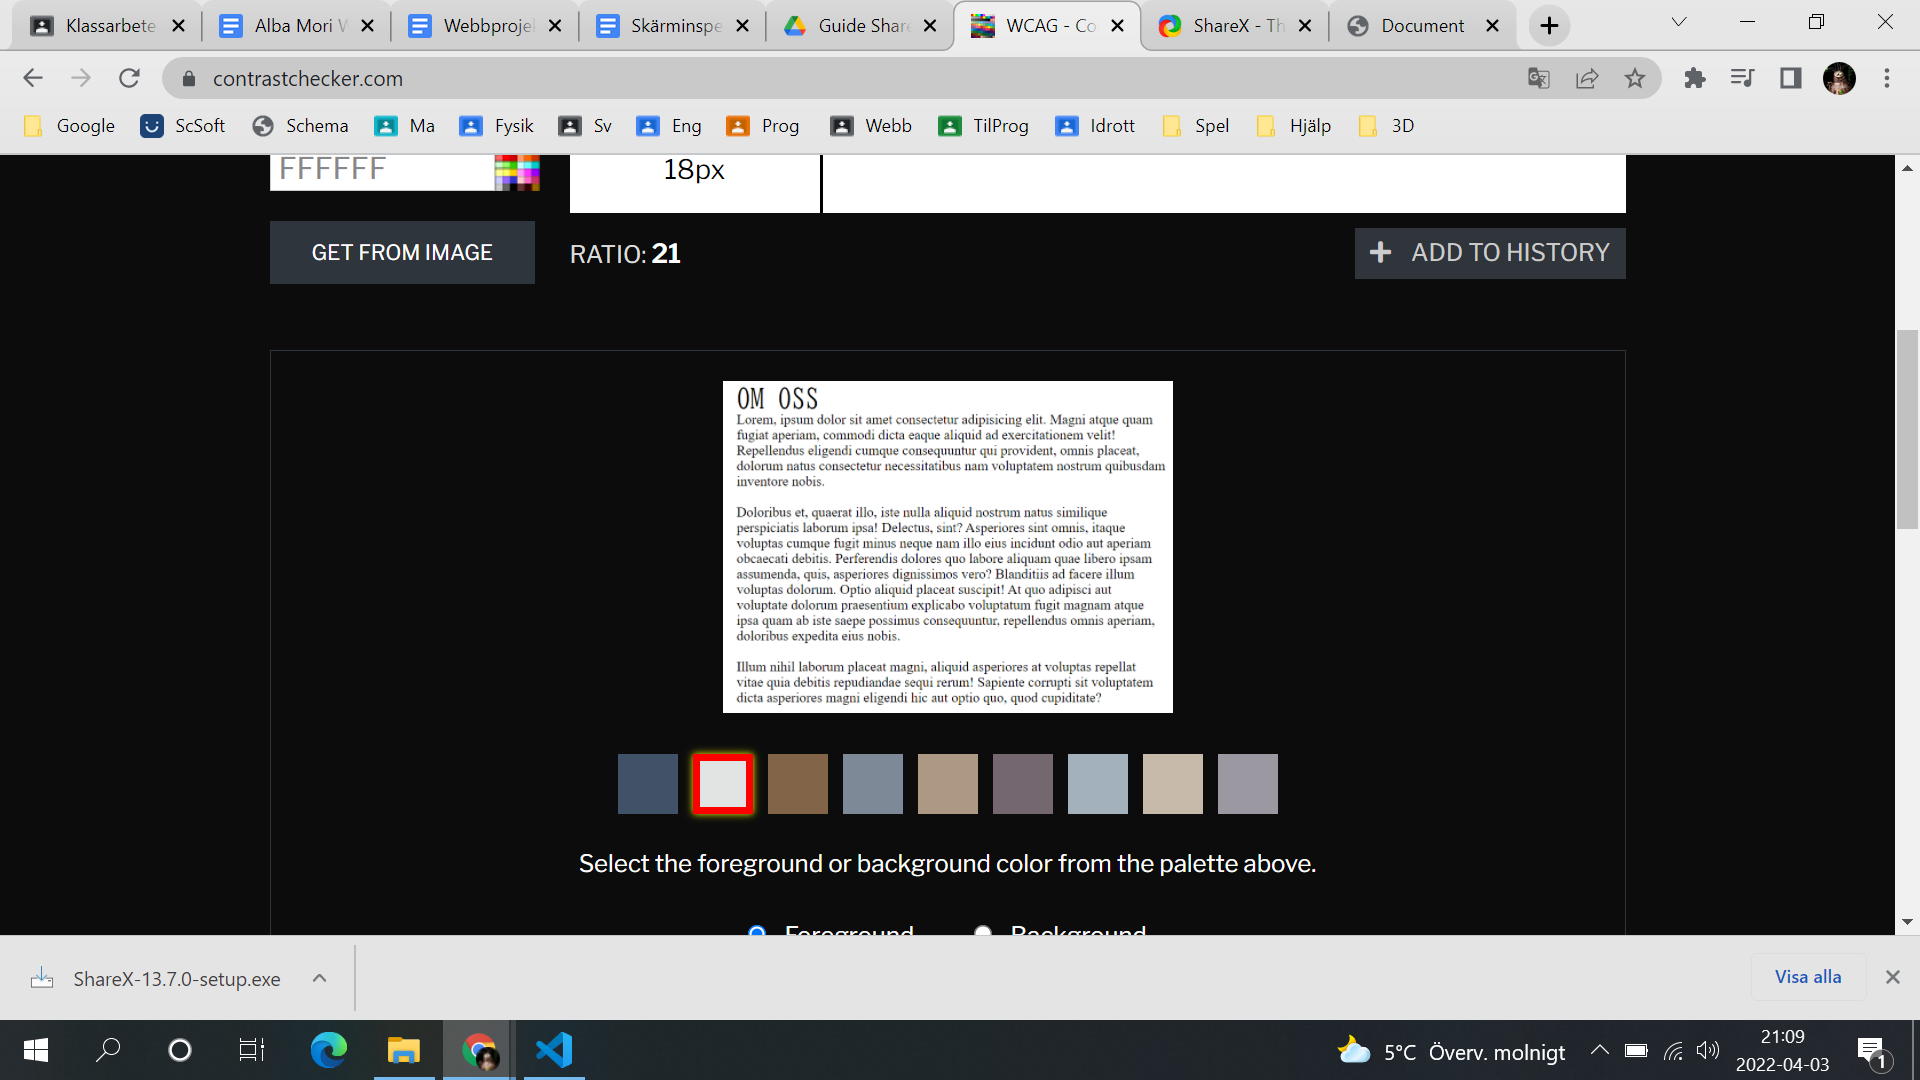 Klassarbete
Alba Mori W
Webbproje
Skärminspe
Guide Share
WCAG - Co
ShareX - Th
Document
contrastchecker.com
Google
ScSoft
Schema
Ma
Fysik
Sv
Eng
Prog
Webb
TilProg
Idrott
Spel
Hjälp
3D
FFFFFF
18px
GET FROM IMAGE
RATIO: 21
+ ADD TO HISTORY
OM OSS
Lorem, ipsum dolor sit amet consectetur adipisicing elit. Magni atque quam
fugiat aperiam, commodi dicta eaque aliquid ad exercitationem velit!
Repellendus eligendi cumque consequuntur qui provident, omnis placeat,
dolorum natus consectetur necessitatibus nam voluptatem nostrum quibusdam
inventore nobis.
Doloribus et, quaerat illo, iste nulla aliquid nostrum natus similique
perspiciatis laborum ipsa! Delectus, sint? Asperiores sint omnis, itaque
voluptas cumque fugit minus neque nam illo eius incidunt odio aut aperiam
obcaecati debitis. Perferendis dolores quo labore aliquam quae libero ipsam
assumenda, quis, asperiores dignissimos vero? Blanditiis ad facere illum
voluptas dolorum. Optio aliquid placeat suscipit! At quo adipisci aut
voluptate dolorum praesentium explicabo voluptatum fugit magnam atque
ipsa quam ab iste saepe possimus consequuntur, repellendus omnis aperiam,
doloribus expedita eius nobis.
Illum nihil laborum placeat magni, aliquid asperiores at voluptas repellat
vitae quia debitis repudiandae sequi rerum! Sapiente corrupti sit voluptatem
dicta asperiores magni eligendi hic aut optio quo, quod cupiditate?
Select the foreground or background color from the palette above.
Foreground
Background
ShareX-13.7.0-setup.exe
Visa alla
5°C Överv. molnigt
21:09
2022-04-03
1